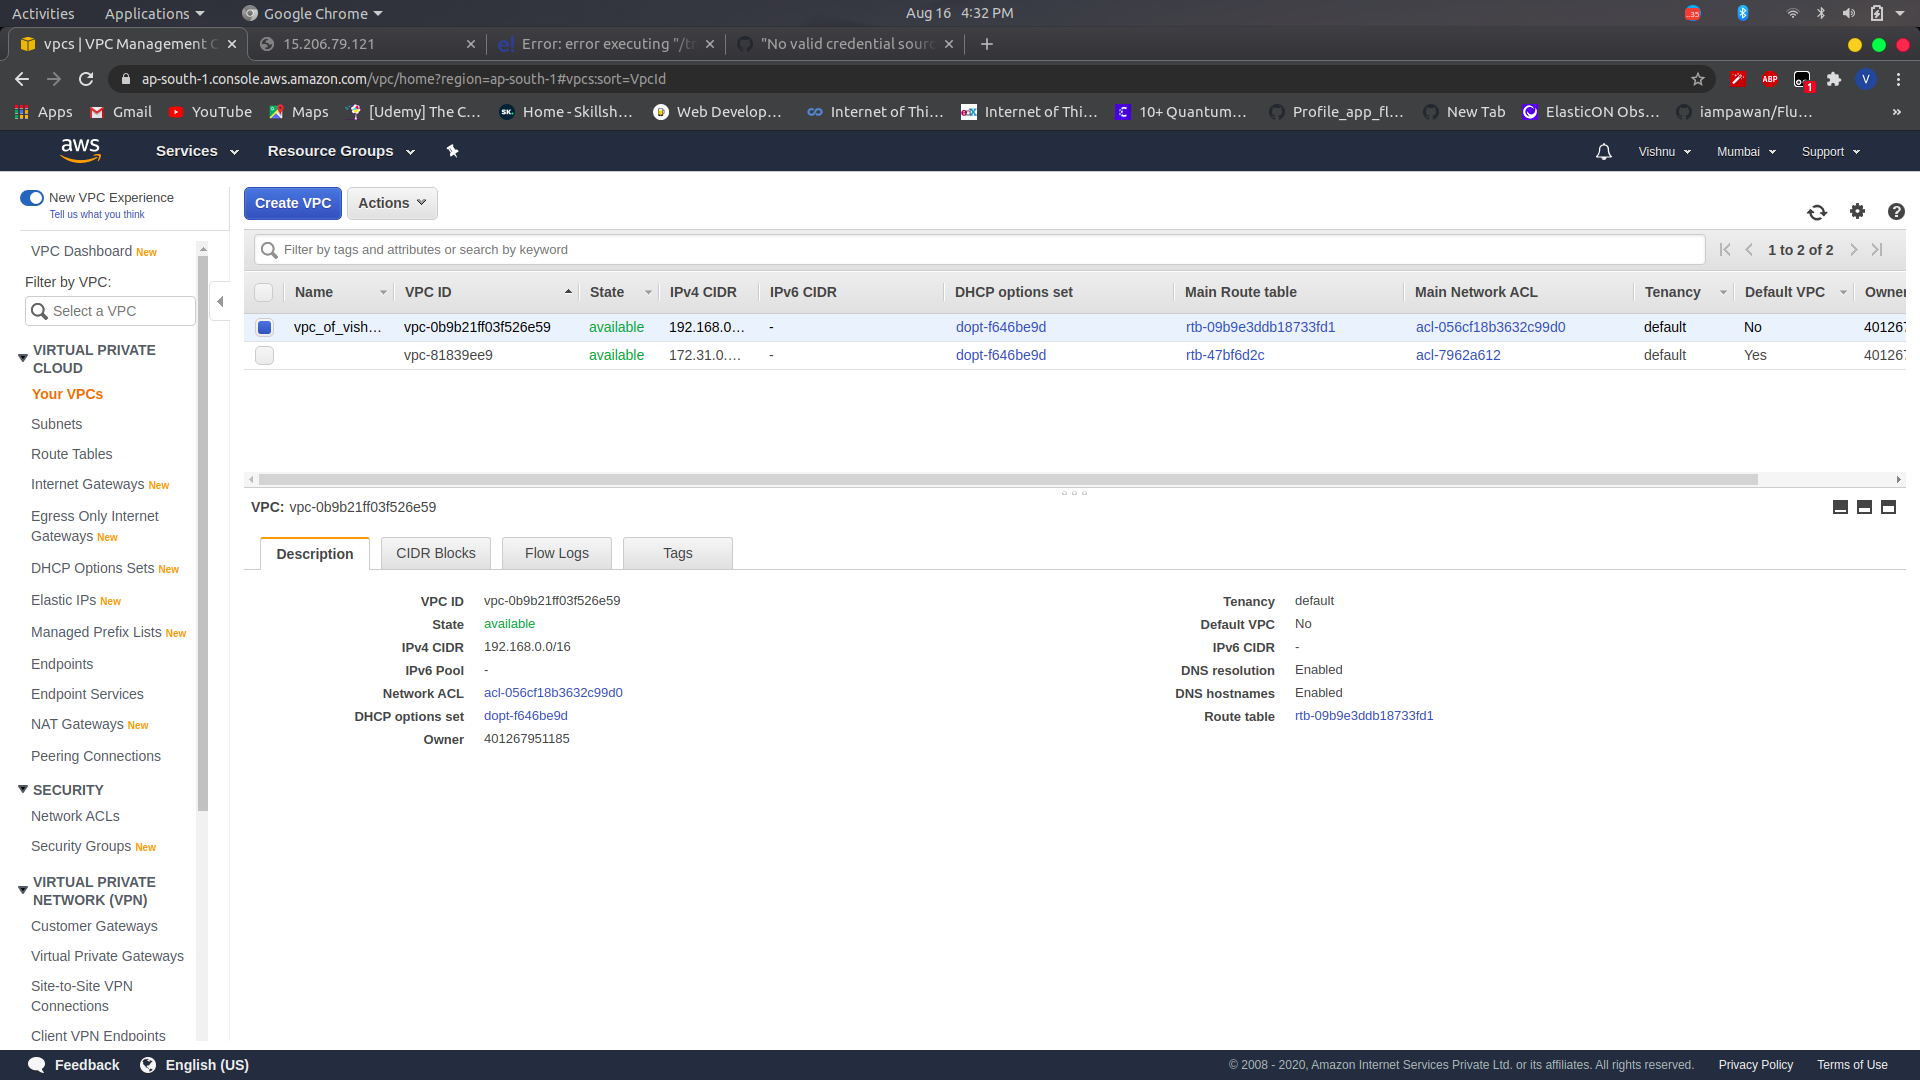 Activities Applications Google Chrome Aug 16 4:32 PM
vpcs | VPC Management C 15.206.79.121 Error: error executing "/tr "No valid credential sour
ap-south-1.console.aws.amazon.com/vpc/home?region=ap-south-1#vpcs:sort=VpcId ABP 1 V
Apps Gmail YouTube Maps [Udemy] The C... Home - Skillsh... Web Develop... Internet of Thi... Internet of Thi... 10+ Quantum... Profile_app_fl... New Tab ElasticON Obs... iampawan/Flu... »
aws Services Resource Groups Vishnu Mumbai Support
New VPC Experience
Tell us what you think
Create VPC Actions
VPC Dashboard New
Filter by VPC:
Select a VPC
VIRTUAL PRIVATE
CLOUD
Your VPCs
Subnets
Route Tables
Internet Gateways New
Egress Only Internet
Gateways New
DHCP Options Sets New
Elastic IPs New
Managed Prefix Lists New
Endpoints
Endpoint Services
NAT Gateways New
Peering Connections
SECURITY
Network ACLs
Security Groups New
VIRTUAL PRIVATE
NETWORK (VPN)
Customer Gateways
Virtual Private Gateways
Site-to-Site VPN
Connections
Client VPN Endpoints
Filter by tags and attributes or search by keyword 1 to 2 of 2
Name VPC ID State IPv4 CIDR IPv6 CIDR DHCP options set Main Route table Main Network ACL Tenancy Default VPC Owner
vpc_of_vish... vpc-0b9b21ff03f526e59 available 192.168.0... - dopt-f646be9d rtb-09b9e3ddb18733fd1 acl-056cf18b3632c99d0 default No 40126
vpc-81839ee9 available 172.31.0.... - dopt-f646be9d rtb-47bf6d2c acl-7962a612 default Yes 40126
VPC: vpc-0b9b21ff03f526e59
Description CIDR Blocks Flow Logs Tags
VPC ID vpc-0b9b21ff03f526e59 Tenancy default
State available Default VPC No
IPv4 CIDR 192.168.0.0/16 IPv6 CIDR -
IPv6 Pool - DNS resolution Enabled
Network ACL acl-056cf18b3632c99d0 DNS hostnames Enabled
DHCP options set dopt-f646be9d Route table rtb-09b9e3ddb18733fd1
Owner 401267951185
Feedback English (US) © 2008 - 2020, Amazon Internet Services Private Ltd. or its affiliates. All rights reserved. Privacy Policy Terms of Use